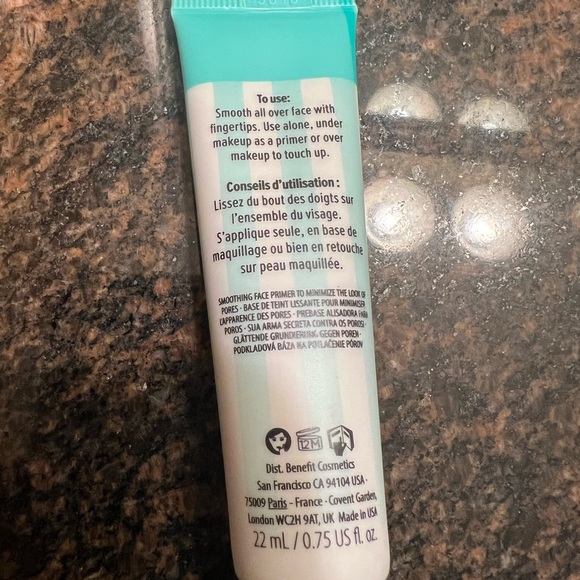 To use:
Smooth all over face with
fingertips. Use alone, under
makeup as a primer or over
makeup to touch up.
Conseils d'utilisation :
Lissez du bout des doigts sur
l'ensemble du visage.
S'applique seule, en base de
maquillage ou bien en retouche
sur peau maquillée.
SMOOTHING FACE PRIMER TO MINIMIZE THE LOOK OF
PORES · BASE DE TEINT LISSANTE POUR MINIMISER
L'APPARENCE DES PORES · PREBASE ALISADORA
POROS · SUA ARMA SECRETA CONTRA OS POROS!
GLÄTTENDE GRUNDIERUNG GEGEN POREN ·
PODKLADOVÁ BÁZA NA POTLAČENIE PÓROV
12M
Dist. Benefit Cosmetics
San Francisco CA 94104 USA ·
75009 Paris - France · Covent Garden,
London WC2H 9AT, UK Made in USA
22 mL / 0.75 US fl. oz.